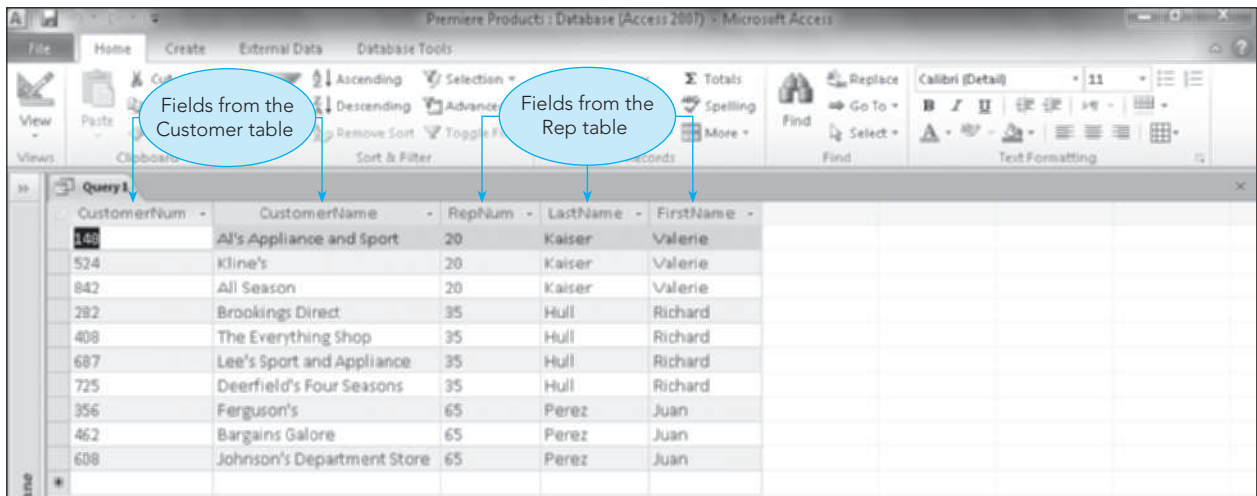 Premiere Products : Database (Access 2007) - Microsoft Access
File Home Create External Data Database Tools
Cut Ascending Selection Totals Replace Calibri (Detail) 11
View Paste Descending Advanced Spelling Find Go To B I U
Remove Sort Toggle More Select A
Fields from the
Customer table
Fields from the
Rep table
Views Clipboard Sort & Filter Find Text Formatting
Query1
CustomerNum CustomerName RepNum LastName FirstName
148 Al's Appliance and Sport 20 Kaiser Valerie
524 Kline's 20 Kaiser Valerie
842 All Season 20 Kaiser Valerie
282 Brookings Direct 35 Hull Richard
408 The Everything Shop 35 Hull Richard
687 Lee's Sport and Appliance 35 Hull Richard
725 Deerfield's Four Seasons 35 Hull Richard
356 Ferguson's 65 Perez Juan
462 Bargains Galore 65 Perez Juan
608 Johnson's Department Store 65 Perez Juan